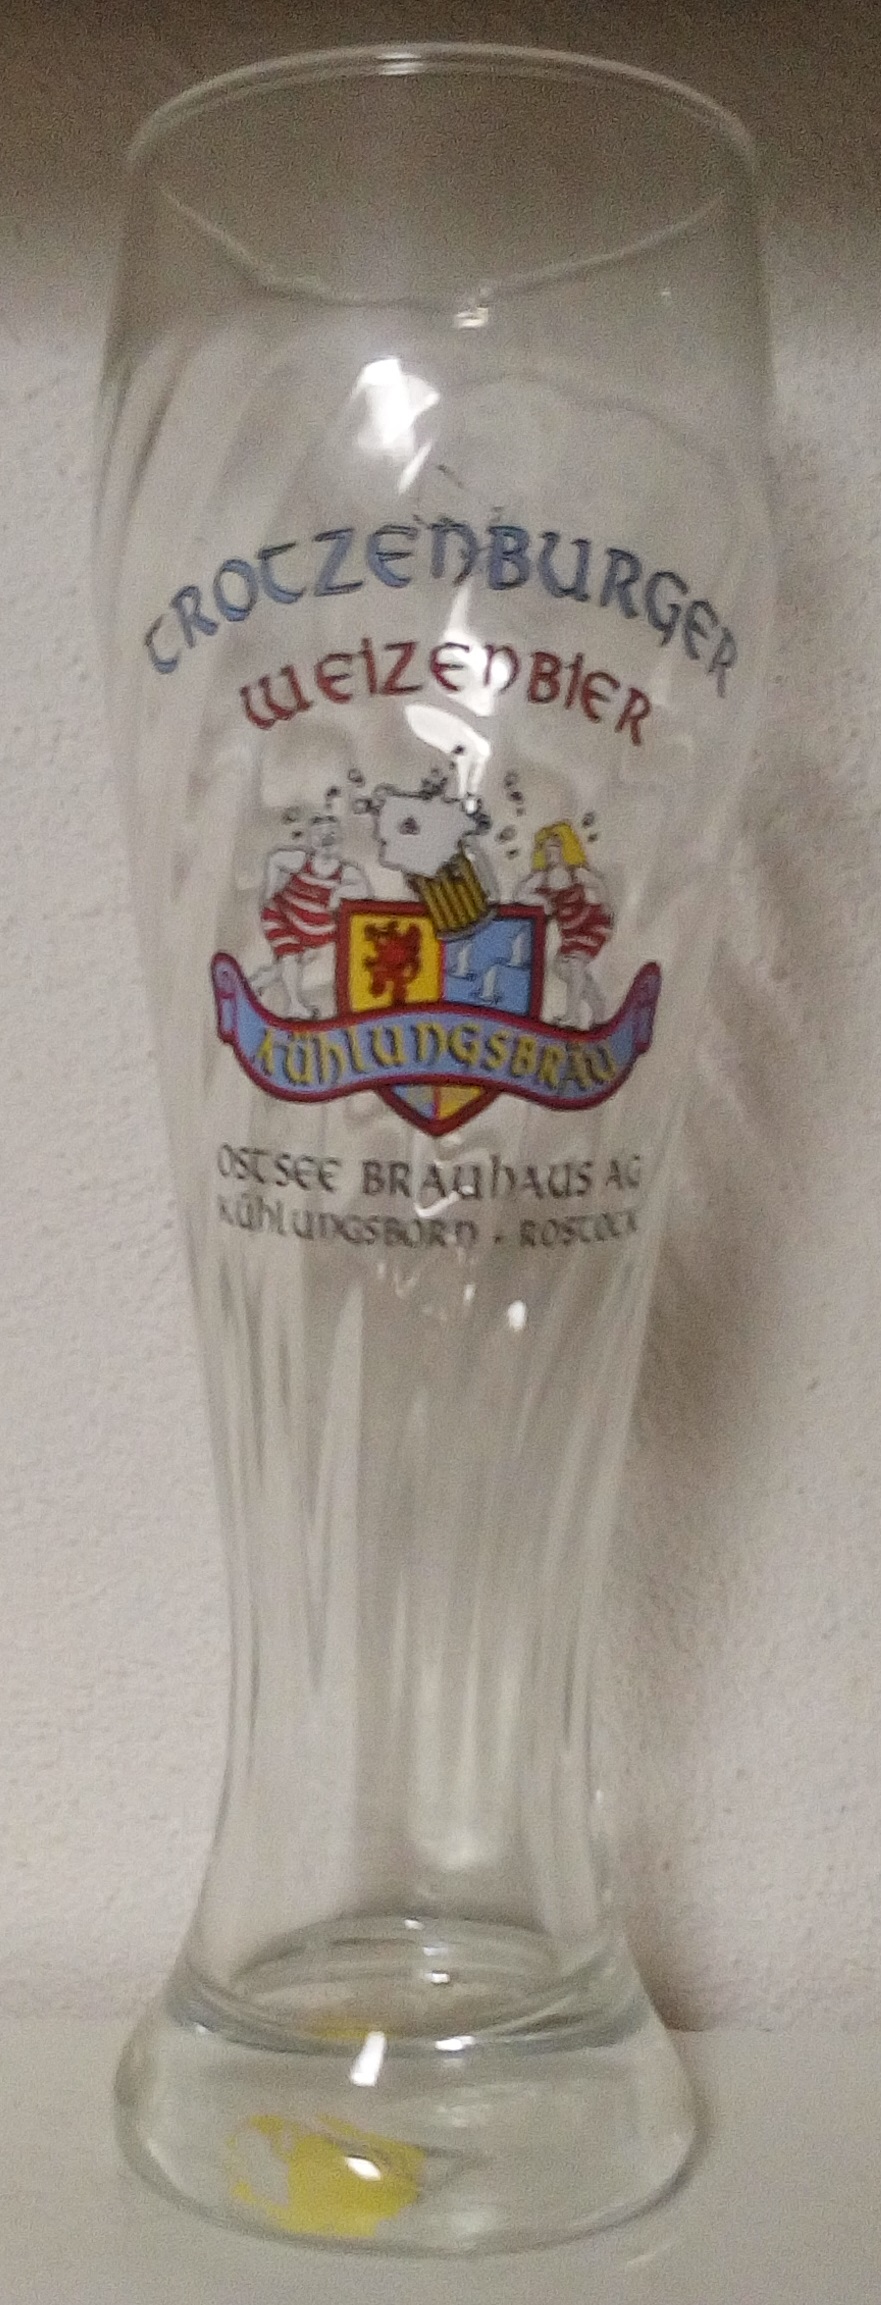 TROTZENBURGER
WEIZENBIER
KÜHLUNGSBRÄU
OSTSEE BRAUHAUS AG
KÜHLUNGSBORN · ROSTOCK